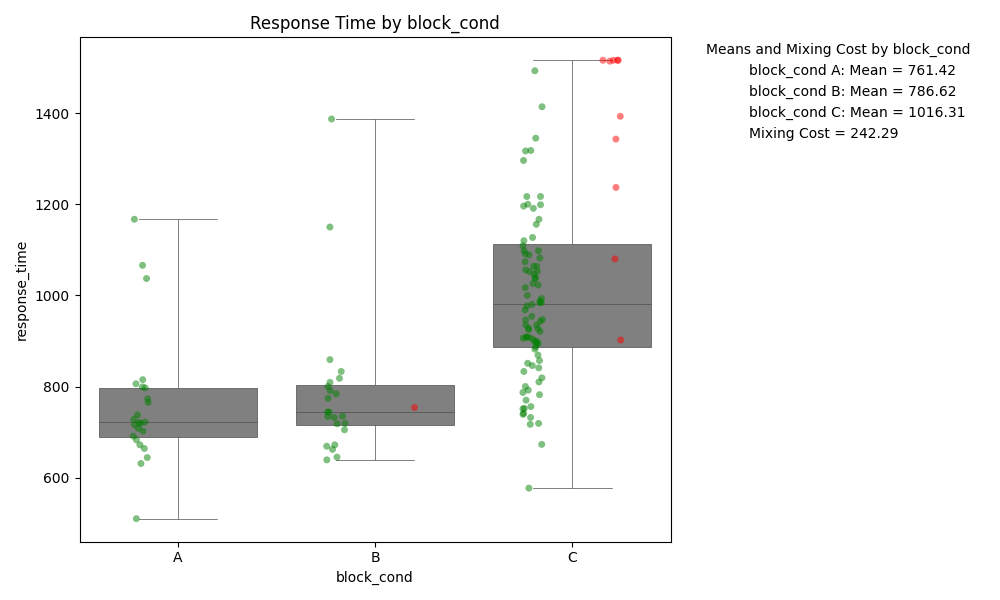 Response Time by block_cond
Means and Mixing Cost by block_cond
block_cond A: Mean = 761.42
block_cond B: Mean = 786.62
block_cond C: Mean = 1016.31
Mixing Cost = 242.29
response_time
1400
1200
1000
800
600
A
B
C
block_cond